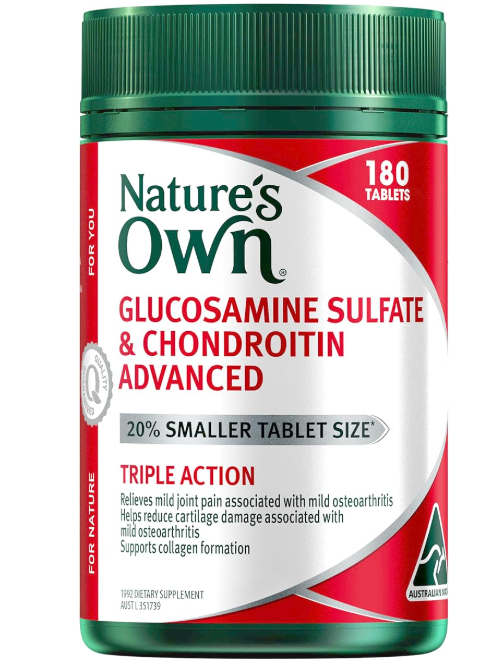 180
TABLETS
Nature's
Own®
GLUCOSAMINE SULFATE
& CHONDROITIN
ADVANCED
20% SMALLER TABLET SIZE*
TRIPLE ACTION
Relieves mild joint pain associated with mild osteoarthritis
Helps reduce cartilage damage associated with
mild osteoarthritis
Supports collagen formation
1992 DIETARY SUPPLEMENT
AUST L 351739
FOR YOU
QUALITY
FOR NATURE
AUSTRALIAN